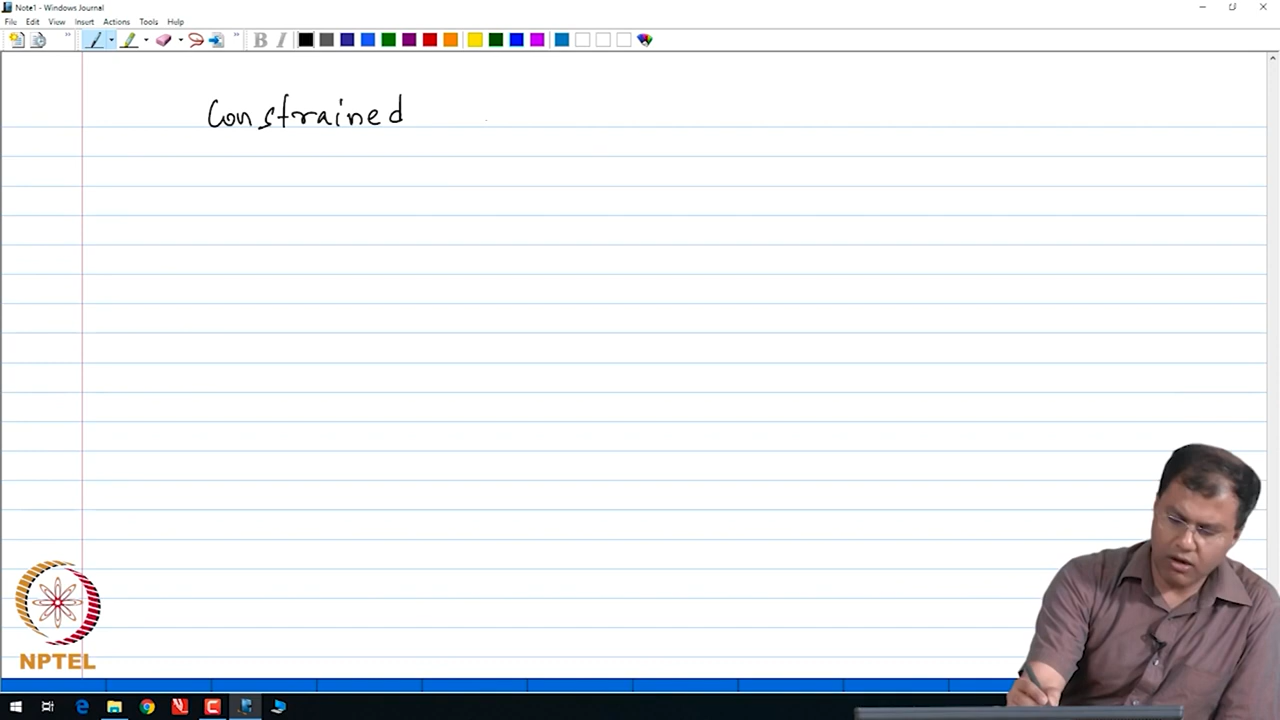 Note1 - Windows Journal
File Edit View Insert Actions Tools Help
B I
Constrained
NPTEL